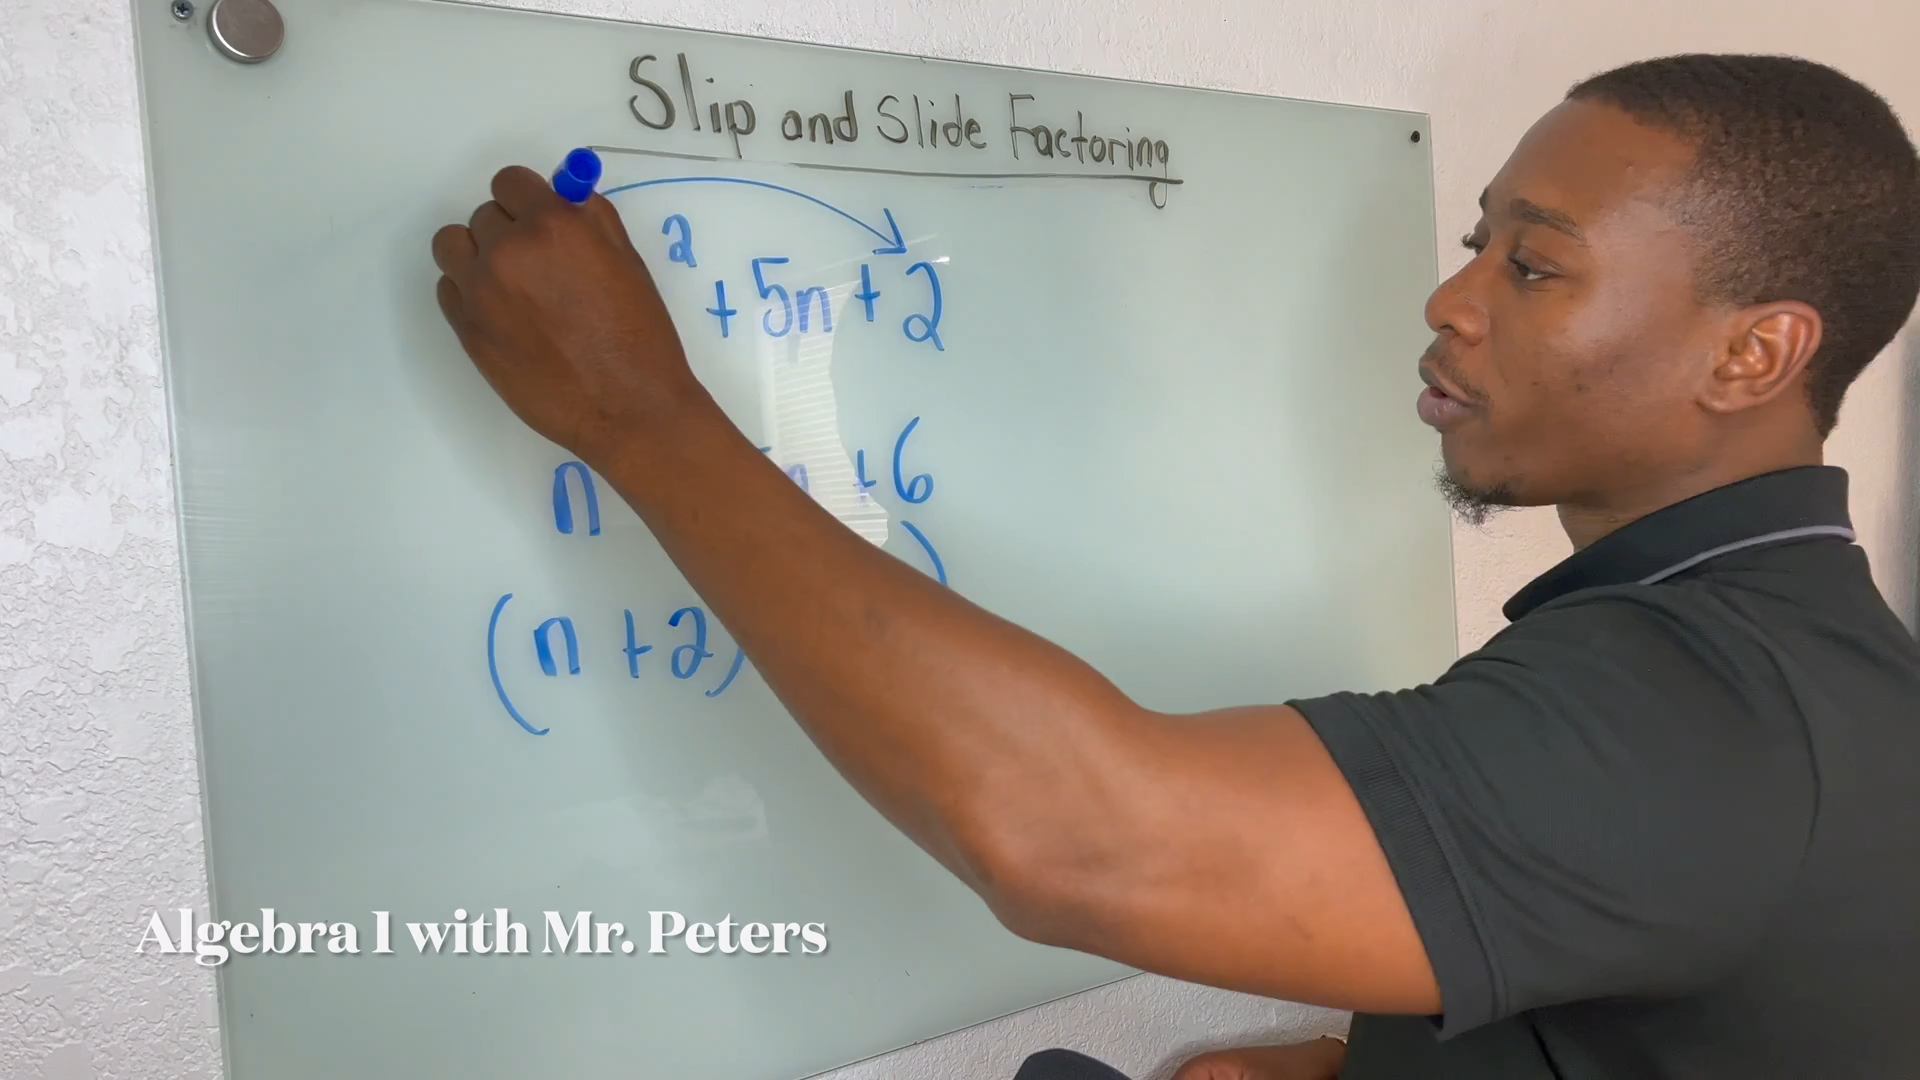 Slip and Slide Factoring
2 + 5n + 2
n + 6
(n + 2) )
Algebra 1 with Mr. Peters